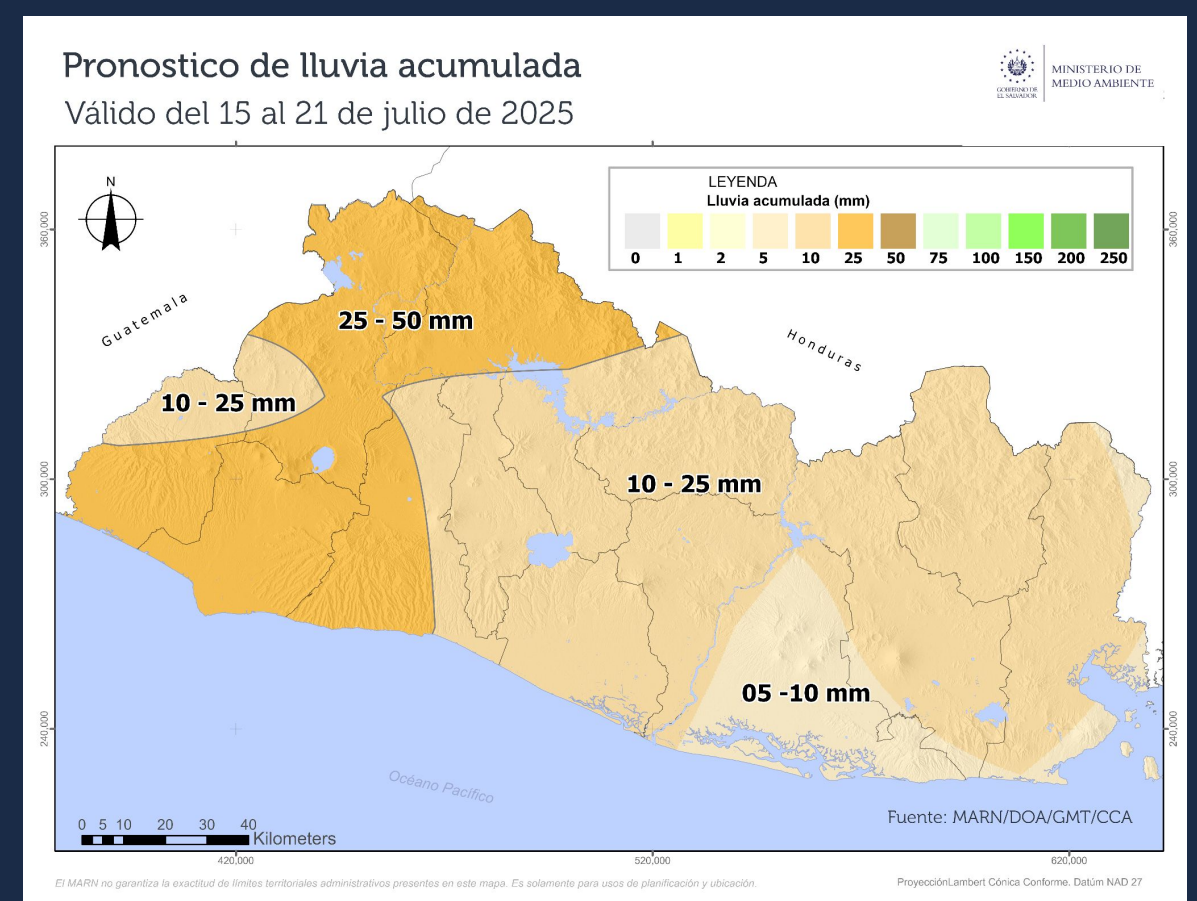 Pronostico de lluvia acumulada
Válido del 15 al 21 de julio de 2025
GOBIERNO DE
EL SALVADOR
MINISTERIO DE
MEDIO AMBIENTE
N
LEYENDA
Lluvia acumulada (mm)
0 1 2 5 10 25 50 75 100 150 200 250
360,000
360,000
Guatemala
Honduras
25 - 50 mm
10 - 25 mm
10 - 25 mm
300,000
300,000
05 -10 mm
240,000
240,000
Océano Pacífico
Fuente: MARN/DOA/GMT/CCA
0 5 10 20 30 40
Kilometers
420,000 520,000 620,000
El MARN no garantiza la exactitud de límites territoriales administrativos presentes en este mapa. Es solamente para usos de planificación y ubicación.
ProyecciónLambert Cónica Conforme. Datúm NAD 27